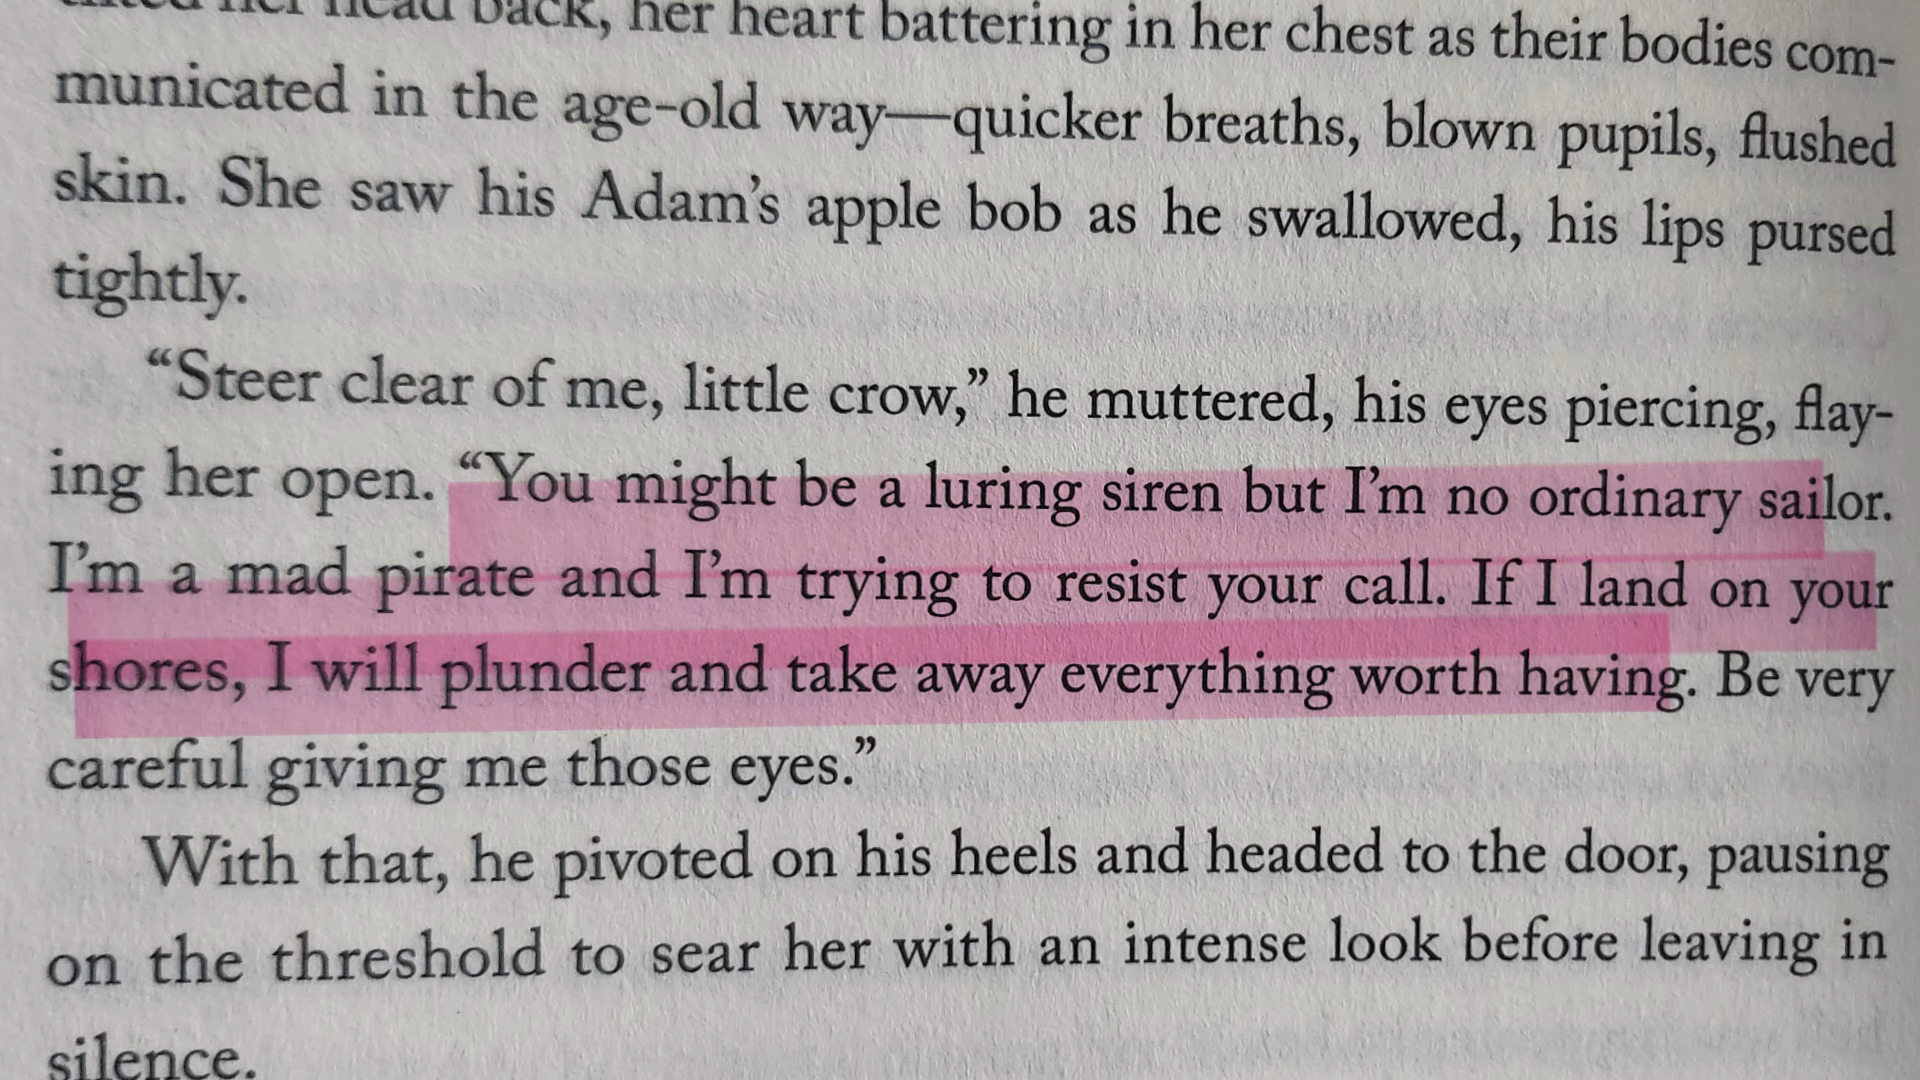 her head back, her heart battering in her chest as their bodies com-
municated in the age-old way—quicker breaths, blown pupils, flushed
skin. She saw his Adam’s apple bob as he swallowed, his lips pursed
tightly.
“Steer clear of me, little crow,” he muttered, his eyes piercing, flay-
ing her open. “You might be a luring siren but I’m no ordinary sailor.
I’m a mad pirate and I’m trying to resist your call. If I land on your
shores, I will plunder and take away everything worth having. Be very
careful giving me those eyes.”
With that, he pivoted on his heels and headed to the door, pausing
on the threshold to sear her with an intense look before leaving in
silence.